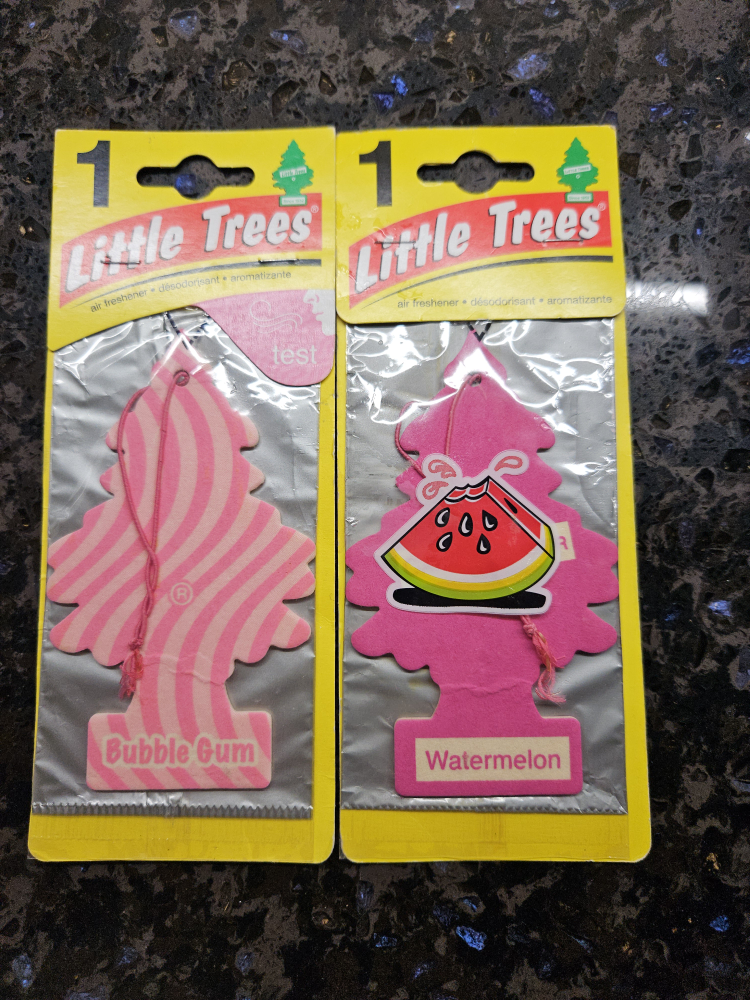 1
Little Trees®
air freshener • désodorisant • aromatizante
test
®
Bubble Gum
1
Little Trees®
air freshener • désodorisant • aromatizante
R
Watermelon